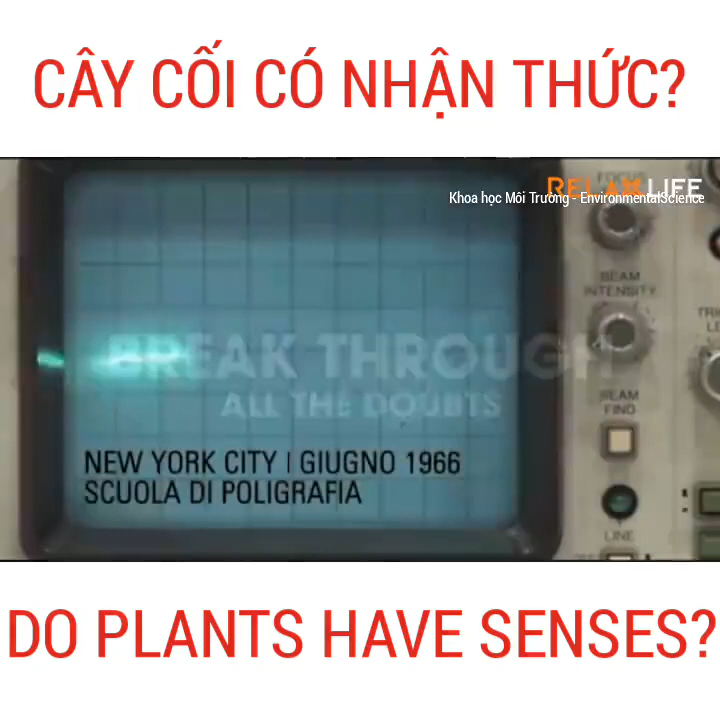 CÂY CỐI CÓ NHẬN THỨC?
RELAX LIFE
FOCUS
Khoa học Môi Trường - EnvironmentalScience
BEAM
INTENSITY
BREAK THROUGH
ALL THE DOUBTS
BEAM
FIND
NEW YORK CITY | GIUGNO 1966
SCUOLA DI POLIGRAFIA
LINE
DO PLANTS HAVE SENSES?